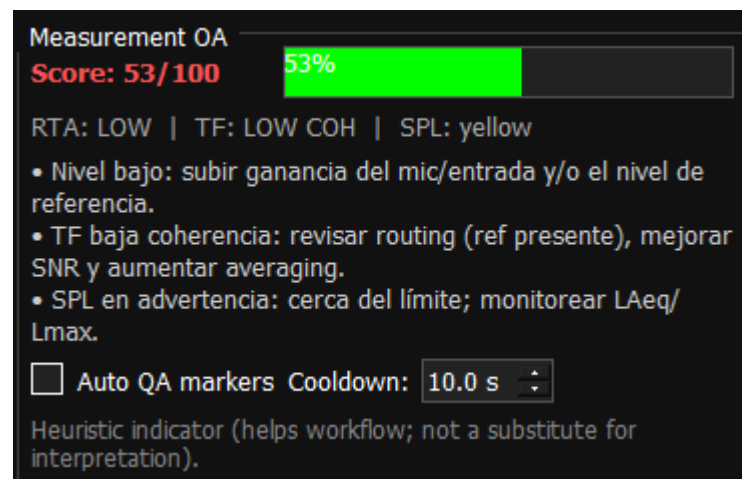 Measurement QA
Score: 53/100
53%
RTA: LOW | TF: LOW COH | SPL: yellow
• Nivel bajo: subir ganancia del mic/entrada y/o el nivel de
referencia.
• TF baja coherencia: revisar routing (ref presente), mejorar
SNR y aumentar averaging.
• SPL en advertencia: cerca del límite; monitorear LAeq/
Lmax.
Auto QA markers Cooldown: 10.0 s
Heuristic indicator (helps workflow; not a substitute for
interpretation).